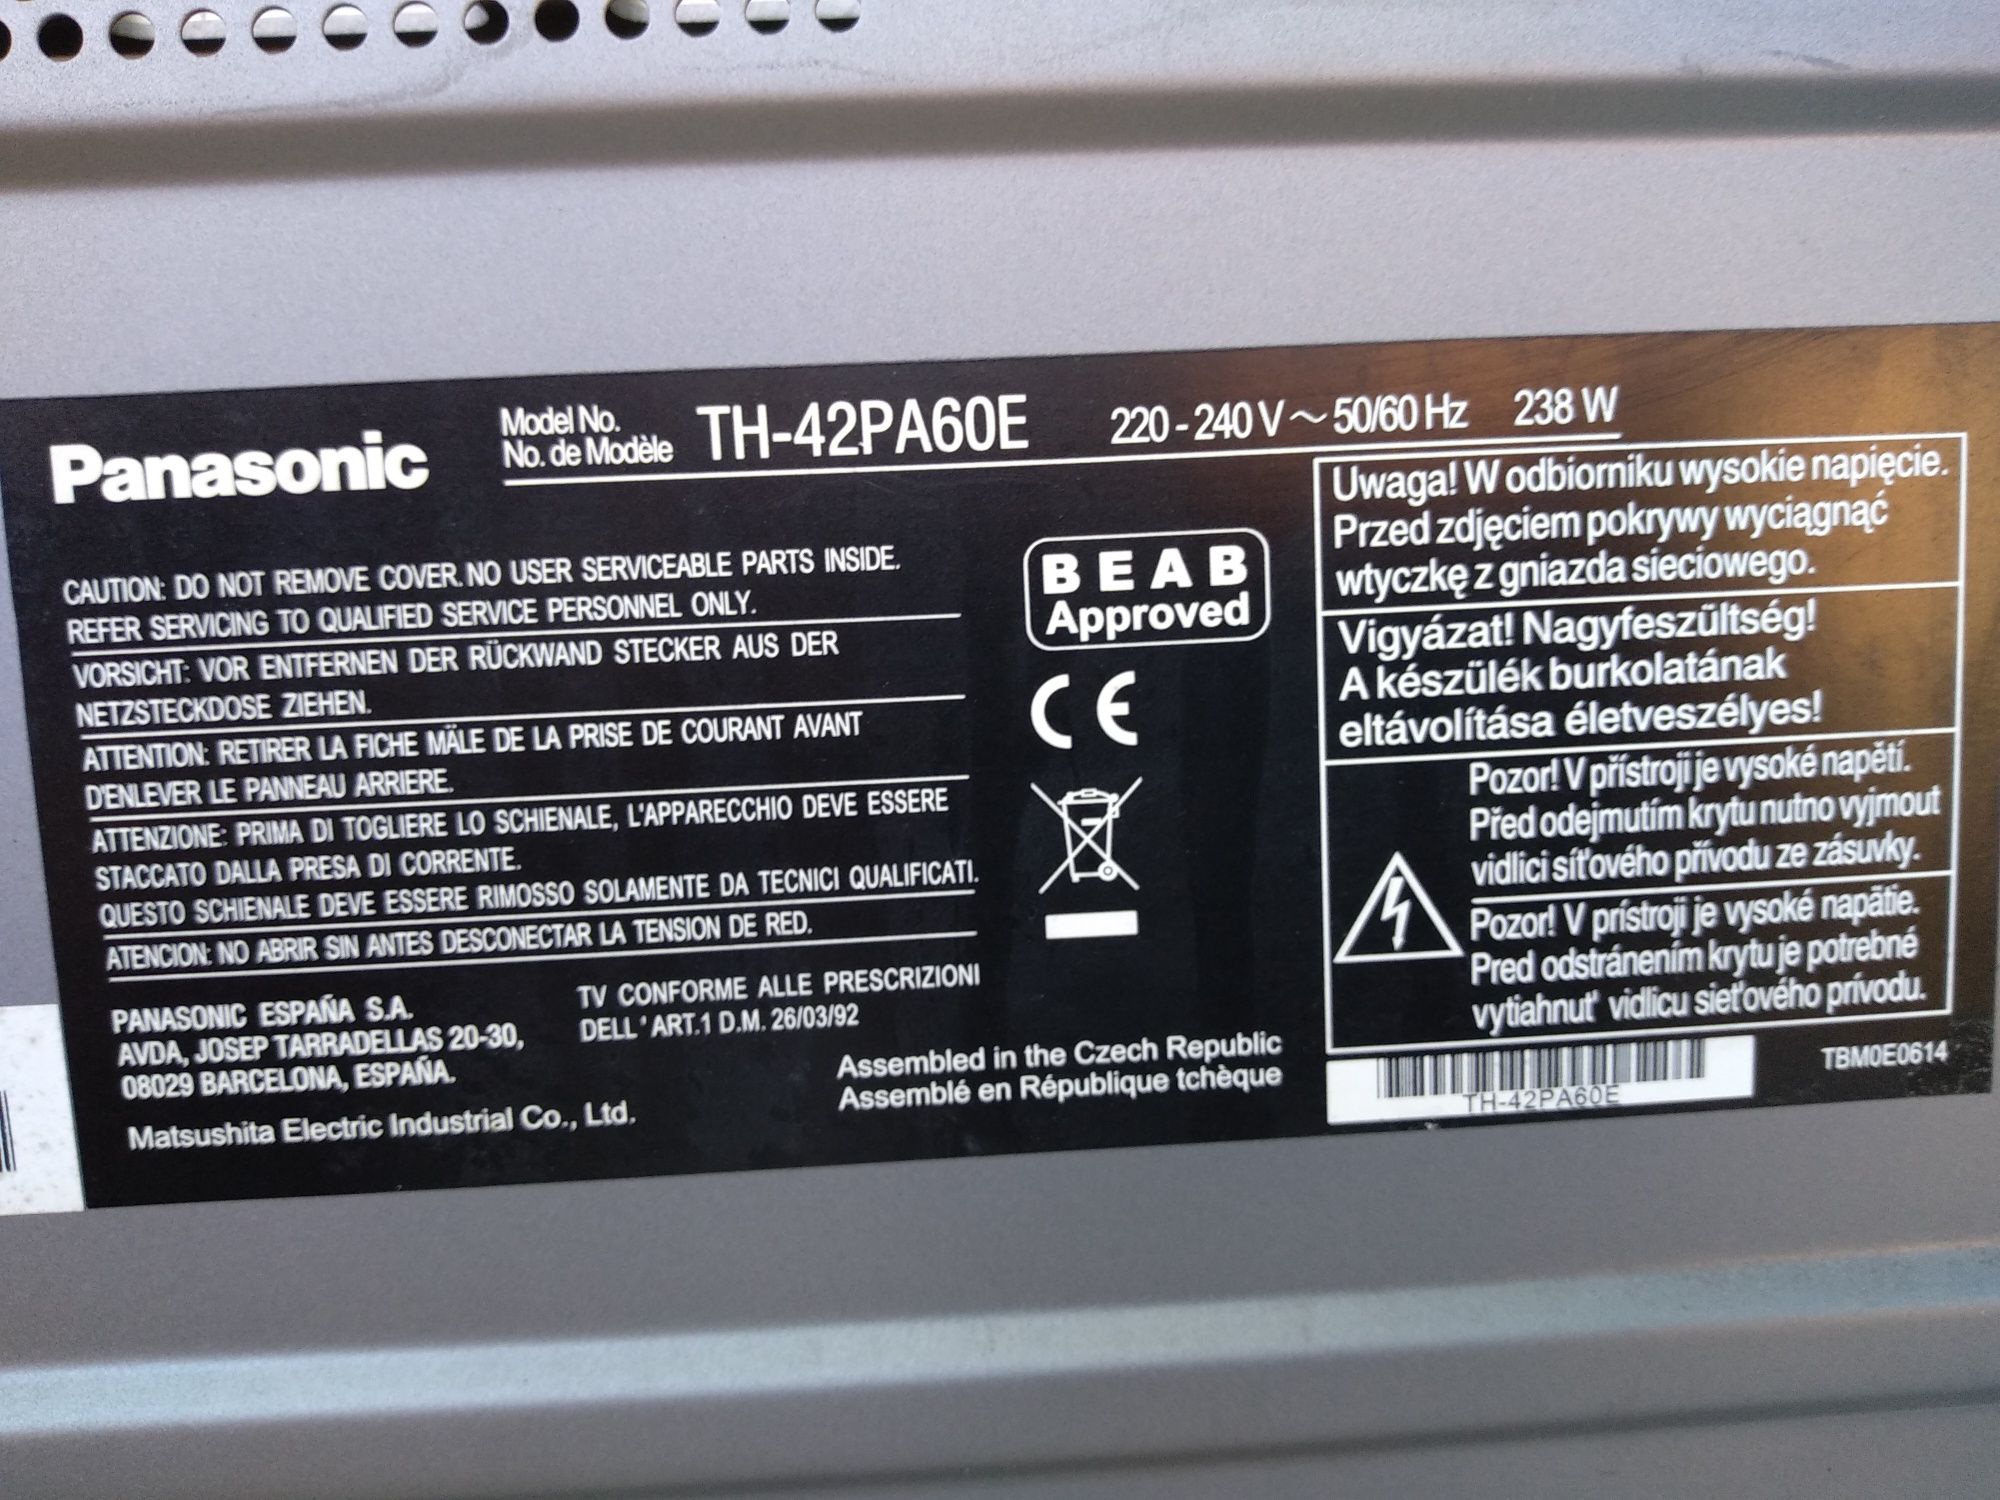 Panasonic
Model No.
No. de Modèle
TH-42PA60E
220 - 240 V ~ 50/60 Hz 238 W
CAUTION: DO NOT REMOVE COVER. NO USER SERVICEABLE PARTS INSIDE.
REFER SERVICING TO QUALIFIED SERVICE PERSONNEL ONLY.
VORSICHT: VOR ENTFERNEN DER RÜCKWAND STECKER AUS DER
NETZSTECKDOSE ZIEHEN.
ATTENTION: RETIRER LA FICHE MÄLE DE LA PRISE DE COURANT AVANT
D'ENLEVER LE PANNEAU ARRIERE.
ATTENZIONE: PRIMA DI TOGLIERE LO SCHIENALE, L'APPARECCHIO DEVE ESSERE
STACCATO DALLA PRESA DI CORRENTE.
QUESTO SCHIENALE DEVE ESSERE RIMOSSO SOLAMENTE DA TECNICI QUALIFICATI.
ATENCION: NO ABRIR SIN ANTES DESCONECTAR LA TENSION DE RED.
PANASONIC ESPAÑA S.A.
AVDA, JOSEP TARRADELLAS 20-30,
08029 BARCELONA, ESPAÑA.
TV CONFORME ALLE PRESCRIZIONI
DELL'ART.1 D.M. 26/03/92
Matsushita Electric Industrial Co., Ltd.
Assembled in the Czech Republic
Assemblé en République tchèque
BEAB
Approved
CE
Uwaga! W odbiorniku wysokie napięcie.
Przed zdjęciem pokrywy wyciągnąć
wtyczkę z gniazda sieciowego.
Vigyázat! Nagyfeszültség!
A készülék burkolatának
eltávolítása életveszélyes!
Pozor! V přístroji je vysoké napětí.
Před odejmutím krytu nutno vyjmout
vidlici síťového přívodu ze zásuvky.
Pozor! V prístroji je vysoké napätie.
Pred odstránením krytu je potrebné
vytiahnuť vidlicu sieťového prívodu.
TH-42PA60E
TBM0E0614